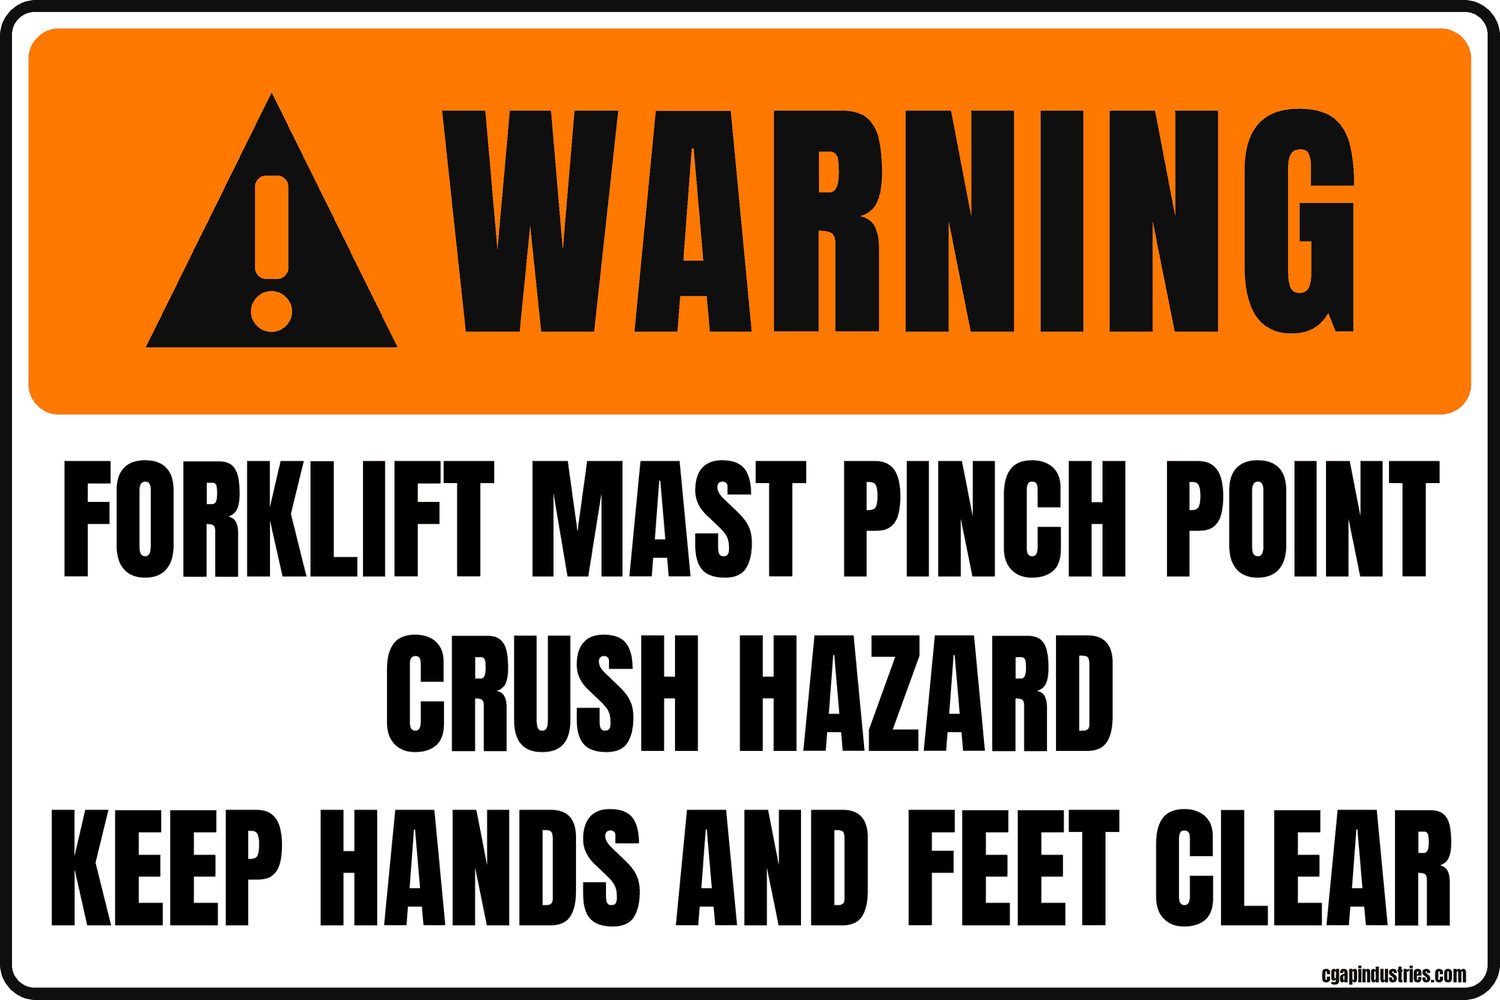 WARNING
FORKLIFT MAST PINCH POINT
CRUSH HAZARD
KEEP HANDS AND FEET CLEAR
cgapindustries.com